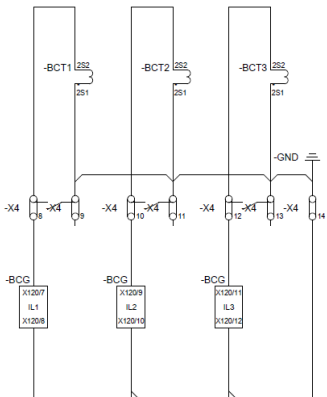 -BCT1 2S2 -BCT2 2S2 -BCT3 2S2
2S1 2S1 2S1
-GND
-X4 8 -X4 9 -X4 10 -X4 11 -X4 12 -X4 13 -X4 14
-BCG -BCG -BCG
X120/7 X120/9 X120/11
IL1 IL2 IL3
X120/8 X120/10 X120/12